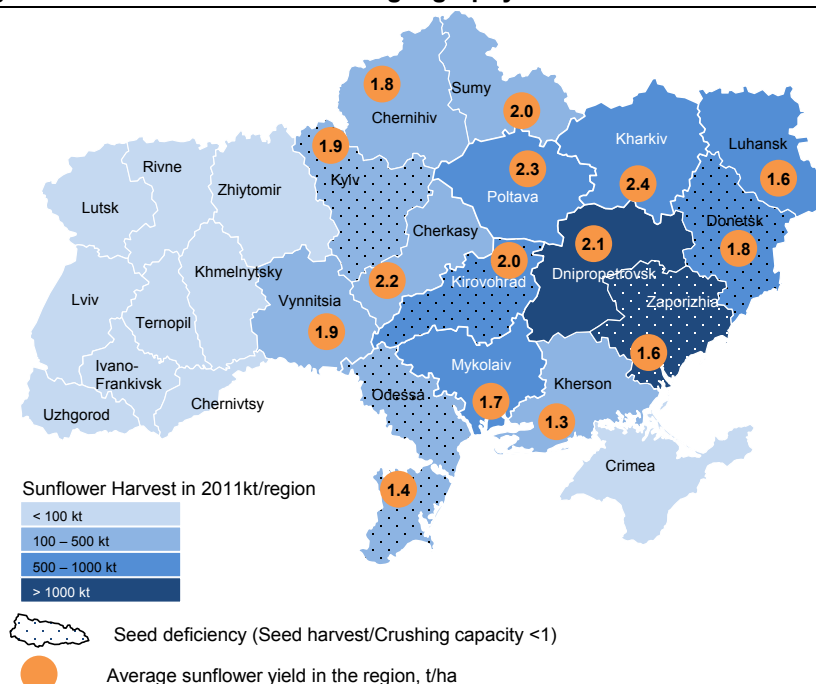 1.8
Sumy
Chernihiv
2.0
1.9
Kharkiv
Luhansk
Rivne
2.3
Zhiytomir
Kyiv
Poltava
2.4
1.6
Lutsk
Cherkasy
Donetsk
2.1
1.8
Khmelnytsky
2.0
Dnipropetrovsk
Lviv
Vynnitsia
2.2
Kirovohrad
Zaporizhia
Ternopil
1.9
1.6
Ivano-
Frankivsk
Mykolaiv
Odessa
Kherson
Uzhgorod
Chernivtsy
1.7
1.3
Crimea
1.4
Sunflower Harvest in 2011kt/region
< 100 kt
100 – 500 kt
500 – 1000 kt
> 1000 kt
Seed deficiency (Seed harvest/Crushing capacity <1)
Average sunflower yield in the region, t/ha